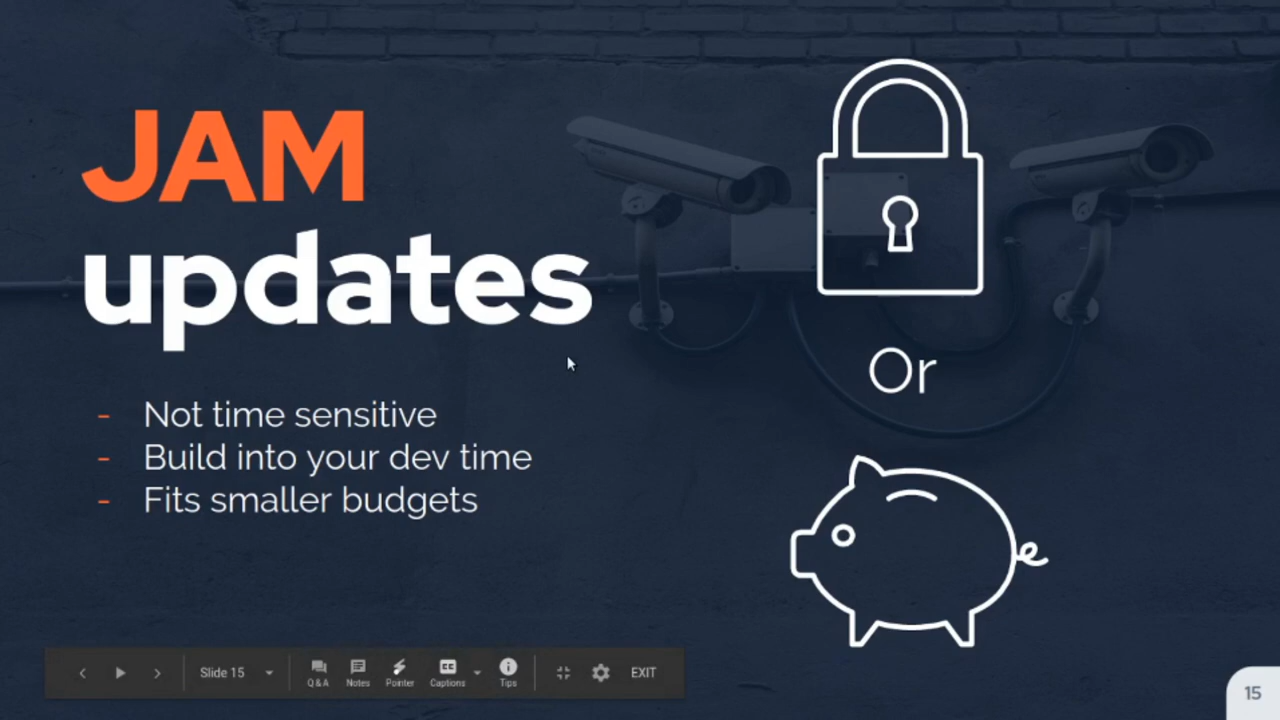 JAM
updates
- Not time sensitive
- Build into your dev time
- Fits smaller budgets
Or
Slide 15
Q&A
Notes
Pointer
CC
Captions
Tips
EXIT
15